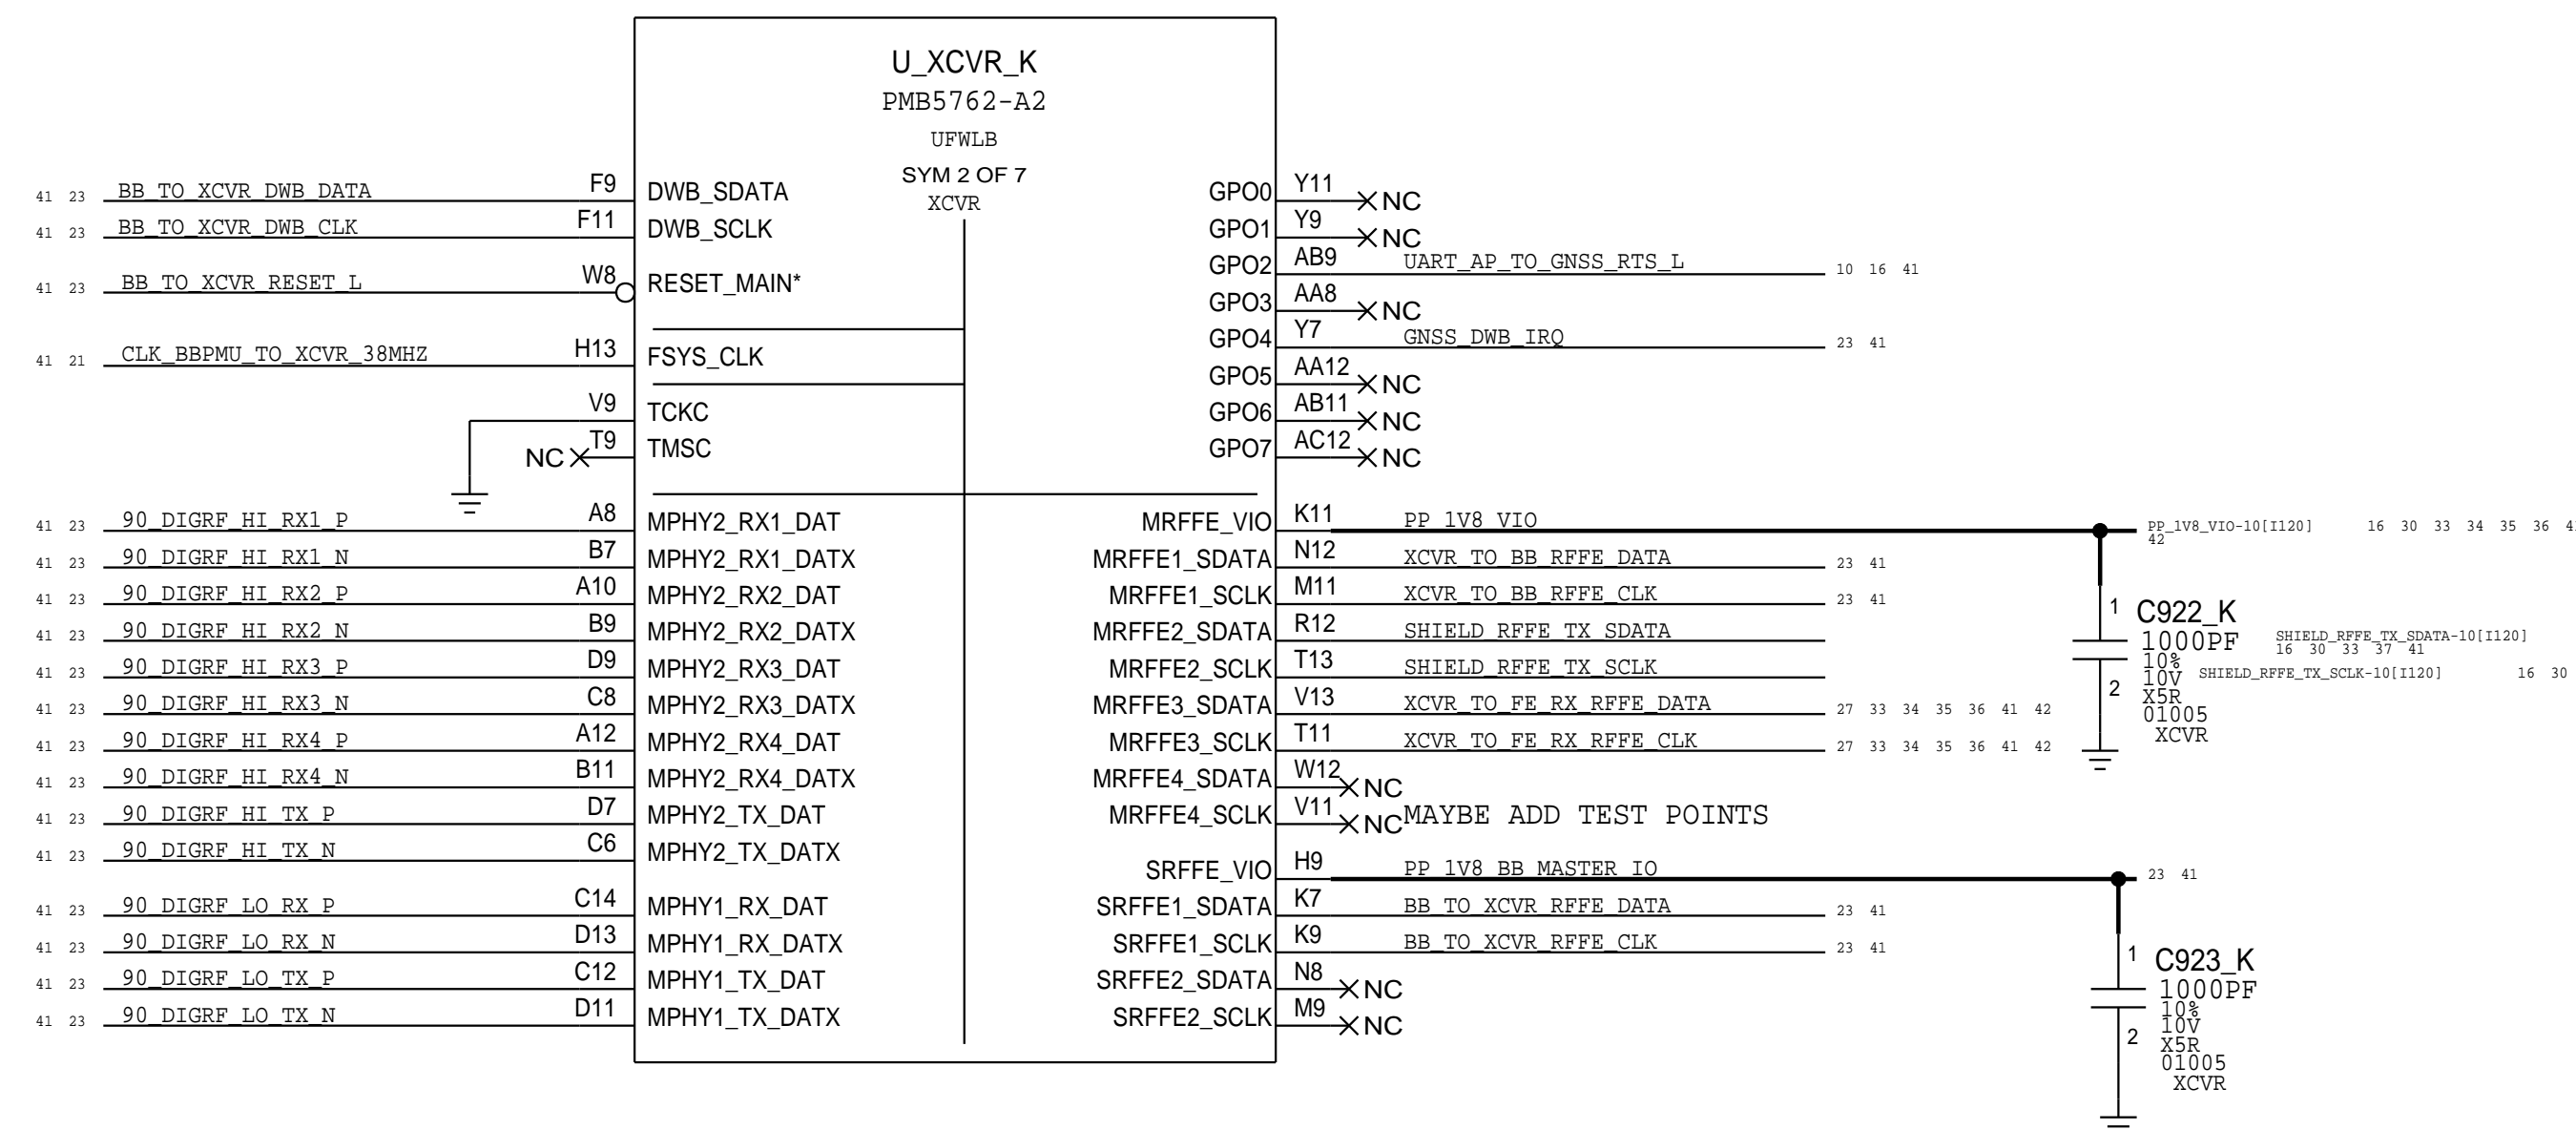 U_XCVR_K
PMB5762-A2
UFWLB
SYM 2 OF 7
XCVR
41 23 BB_TO_XCVR_DWB_DATA F9 DWB_SDATA
41 23 BB_TO_XCVR_DWB_CLK F11 DWB_SCLK
41 23 BB_TO_XCVR_RESET_L W8 RESET_MAIN*
41 21 CLK_BBPMU_TO_XCVR_38MHZ H13 FSYS_CLK
V9 TCKC
NC T9 TMSC
41 23 90_DIGRF_HI_RX1_P A8 MPHY2_RX1_DAT
41 23 90_DIGRF_HI_RX1_N B7 MPHY2_RX1_DATX
41 23 90_DIGRF_HI_RX2_P A10 MPHY2_RX2_DAT
41 23 90_DIGRF_HI_RX2_N B9 MPHY2_RX2_DATX
41 23 90_DIGRF_HI_RX3_P D9 MPHY2_RX3_DAT
41 23 90_DIGRF_HI_RX3_N C8 MPHY2_RX3_DATX
41 23 90_DIGRF_HI_RX4_P A12 MPHY2_RX4_DAT
41 23 90_DIGRF_HI_RX4_N B11 MPHY2_RX4_DATX
41 23 90_DIGRF_HI_TX_P D7 MPHY2_TX_DAT
41 23 90_DIGRF_HI_TX_N C6 MPHY2_TX_DATX
41 23 90_DIGRF_LO_RX_P C14 MPHY1_RX_DAT
41 23 90_DIGRF_LO_RX_N D13 MPHY1_RX_DATX
41 23 90_DIGRF_LO_TX_P C12 MPHY1_TX_DAT
41 23 90_DIGRF_LO_TX_N D11 MPHY1_TX_DATX
GPO0 Y11 NC
GPO1 Y9 NC
GPO2 AB9 UART_AP_TO_GNSS_RTS_L 10 16 41
GPO3 AA8 NC
GPO4 Y7 GNSS_DWB_IRQ 23 41
GPO5 AA12 NC
GPO6 AB11 NC
GPO7 AC12 NC
MRFFE_VIO K11 PP_1V8_VIO PP_1V8_VIO-10[I120] 16 30 33 34 35 36
42
MRFFE1_SDATA N12 XCVR_TO_BB_RFFE_DATA 23 41
MRFFE1_SCLK M11 XCVR_TO_BB_RFFE_CLK 23 41
MRFFE2_SDATA R12 SHIELD_RFFE_TX_SDATA
MRFFE2_SCLK T13 SHIELD_RFFE_TX_SCLK
MRFFE3_SDATA V13 XCVR_TO_FE_RX_RFFE_DATA 27 33 34 35 36 41 42
MRFFE3_SCLK T11 XCVR_TO_FE_RX_RFFE_CLK 27 33 34 35 36 41 42
MRFFE4_SDATA W12 NC
MRFFE4_SCLK V11 NC MAYBE ADD TEST POINTS
SRFFE_VIO H9 PP_1V8_BB_MASTER_IO 23 41
SRFFE1_SDATA K7 BB_TO_XCVR_RFFE_DATA 23 41
SRFFE1_SCLK K9 BB_TO_XCVR_RFFE_CLK 23 41
SRFFE2_SDATA N8 NC
SRFFE2_SCLK M9 NC
1 C922_K
1000PF
10%
10V
2 X5R
01005
XCVR
SHIELD_RFFE_TX_SDATA-10[I120]
16 30 33 37 41
SHIELD_RFFE_TX_SCLK-10[I120] 16 30
1 C923_K
1000PF
10%
10V
2 X5R
01005
XCVR